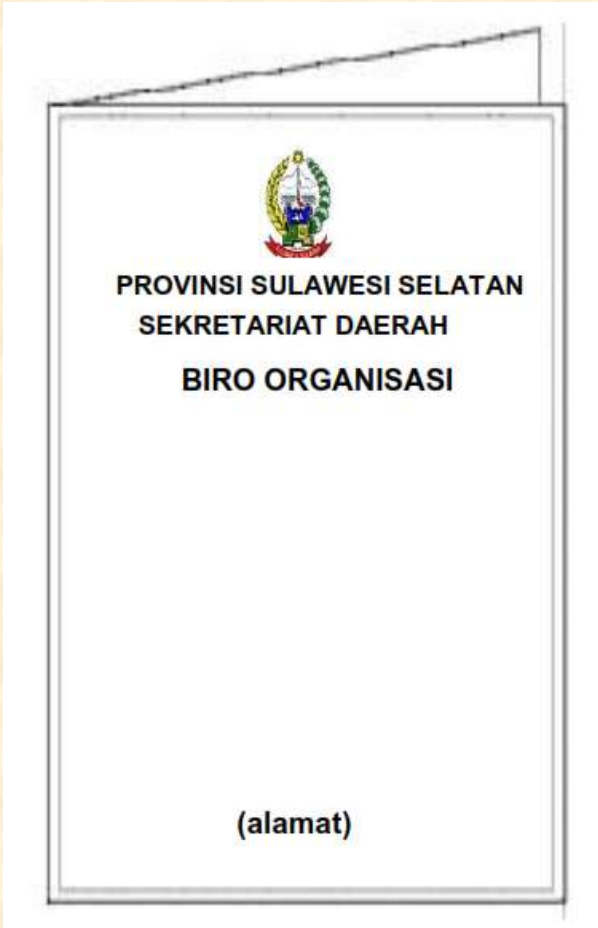 PROVINSI SULAWESI SELATAN
SEKRETARIAT DAERAH
BIRO ORGANISASI
(alamat)